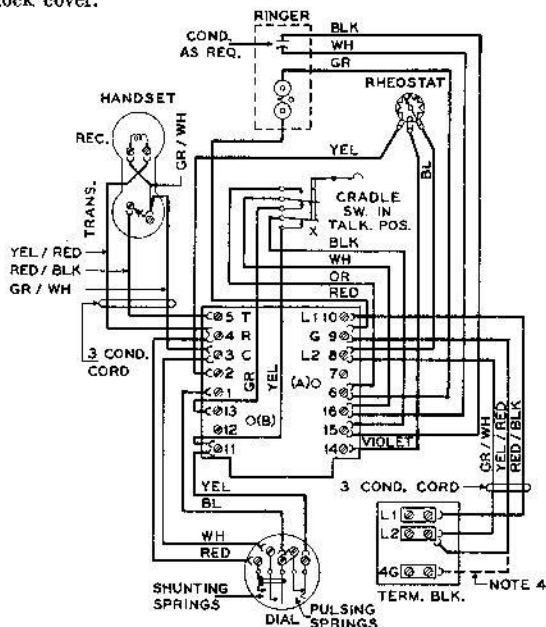 lock cover.
RINGER
COND.
AS REQ.
BLK
WH
GR
RHEOSTAT
HANDSET
REC.
GR/WH
YEL
BL
TRANS.
CRADLE
SW. IN
TALK. POS.
X
YEL/RED
RED/BLK
GR/WH
BLK
WH
OR
RED
3 COND.
CORD
GR
YEL
5 T
4 R
3 C
2
1
13
12
11
O(B)
(A)O
L1 10
G 9
L2 8
7
6
16
15
14
VIOLET
GR/WH
YEL/RED
RED/BLK
YEL
BL
WH
RED
3 COND. CORD
L1
L2
4G
NOTE 4
TERM. BLK.
SHUNTING
SPRINGS
DIAL
PULSING
SPRINGS